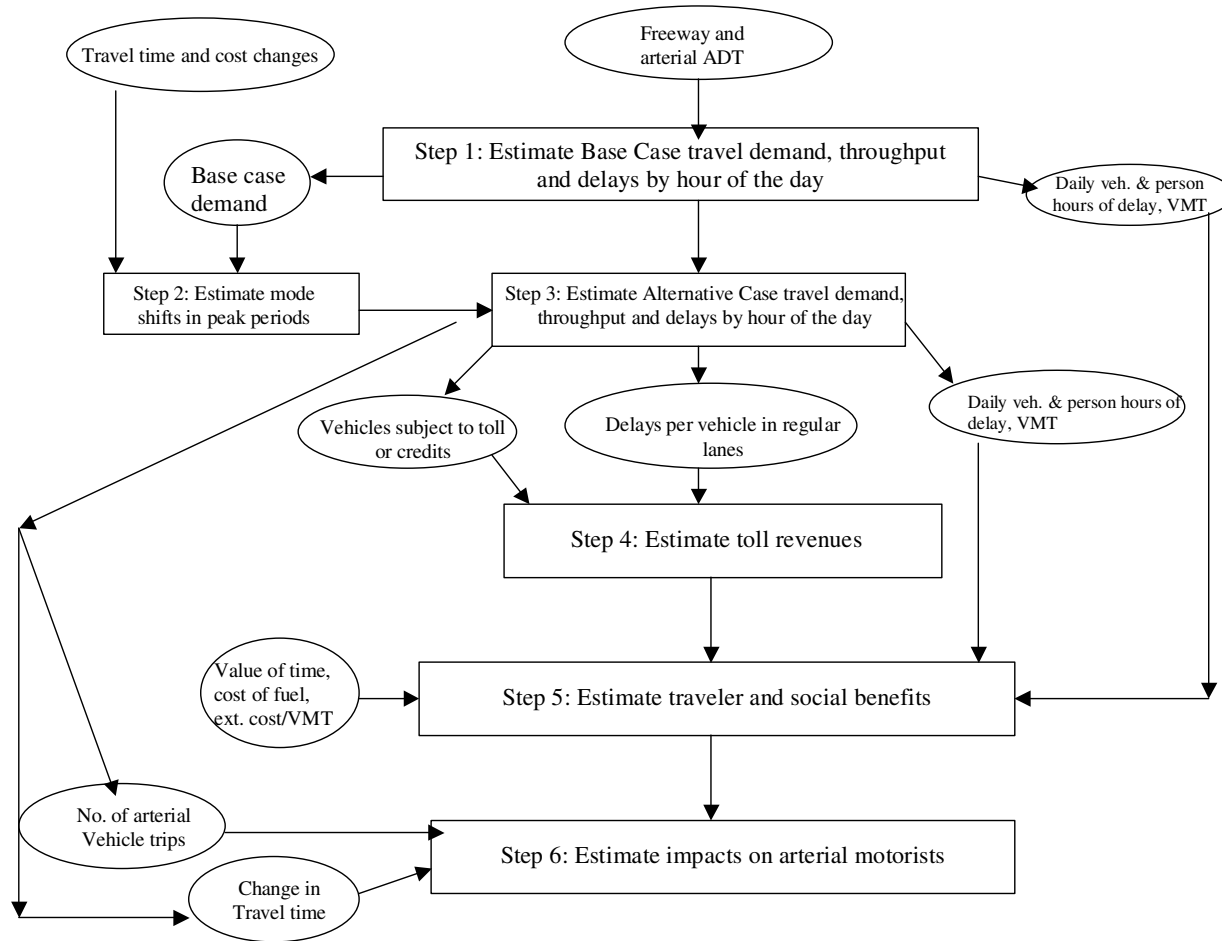 Travel time and cost changes
Freeway and
arterial ADT
Step 1: Estimate Base Case travel demand, throughput
and delays by hour of the day
Base case
demand
Daily veh. & person
hours of delay, VMT
Step 2: Estimate mode
shifts in peak periods
Step 3: Estimate Alternative Case travel demand,
throughput and delays by hour of the day
Vehicles subject to toll
or credits
Delays per vehicle in regular
lanes
Daily veh. & person hours of
delay, VMT
Step 4: Estimate toll revenues
Value of time,
cost of fuel,
ext. cost/VMT
Step 5: Estimate traveler and social benefits
No. of arterial
Vehicle trips
Step 6: Estimate impacts on arterial motorists
Change in
Travel time